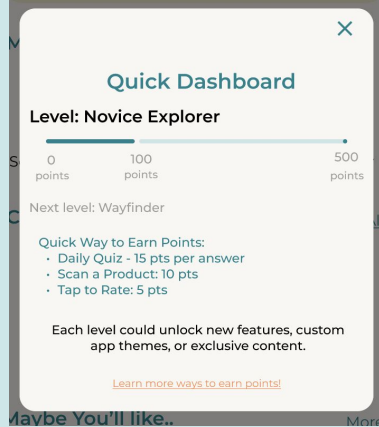 Quick Dashboard
Level: Novice Explorer
0 100 500
points points points
Next level: Wayfinder
Quick Way to Earn Points:
• Daily Quiz - 15 pts per answer
• Scan a Product: 10 pts
• Tap to Rate: 5 pts
Each level could unlock new features, custom
app themes, or exclusive content.
Learn more ways to earn points!
Maybe You'll like..
More